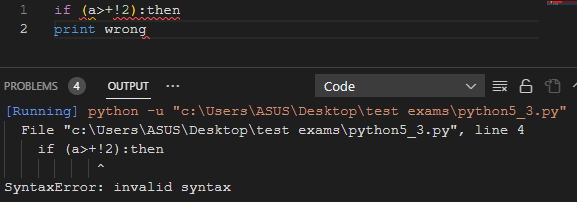 1 if (a>+!2):then
2 print wrong
PROBLEMS 4 OUTPUT ... Code
[Running] python -u "c:\Users\ASUS\Desktop\test exams\python5_3.py"
File "c:\Users\ASUS\Desktop\test exams\python5_3.py", line 4
if (a>+!2):then
^
SyntaxError: invalid syntax